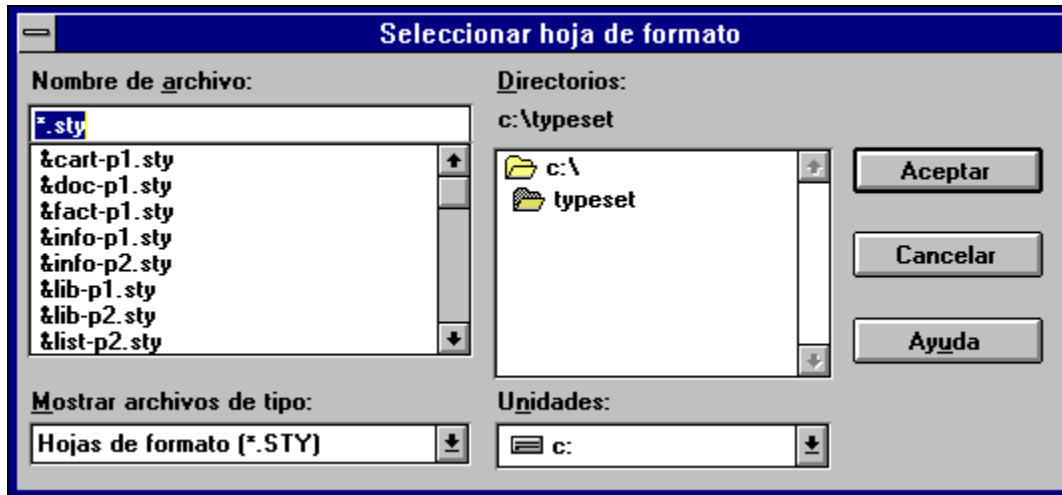 Seleccionar hoja de formato
Nombre de archivo:
*.sty
&cart-p1.sty
&doc-p1.sty
&fact-p1.sty
&info-p1.sty
&info-p2.sty
&lib-p1.sty
&lib-p2.sty
&list-p2.sty
Mostrar archivos de tipo:
Hojas de formato (*.STY)
Directorios:
c:\typeset
c:\
typeset
Unidades:
c:
Aceptar
Cancelar
Ayuda